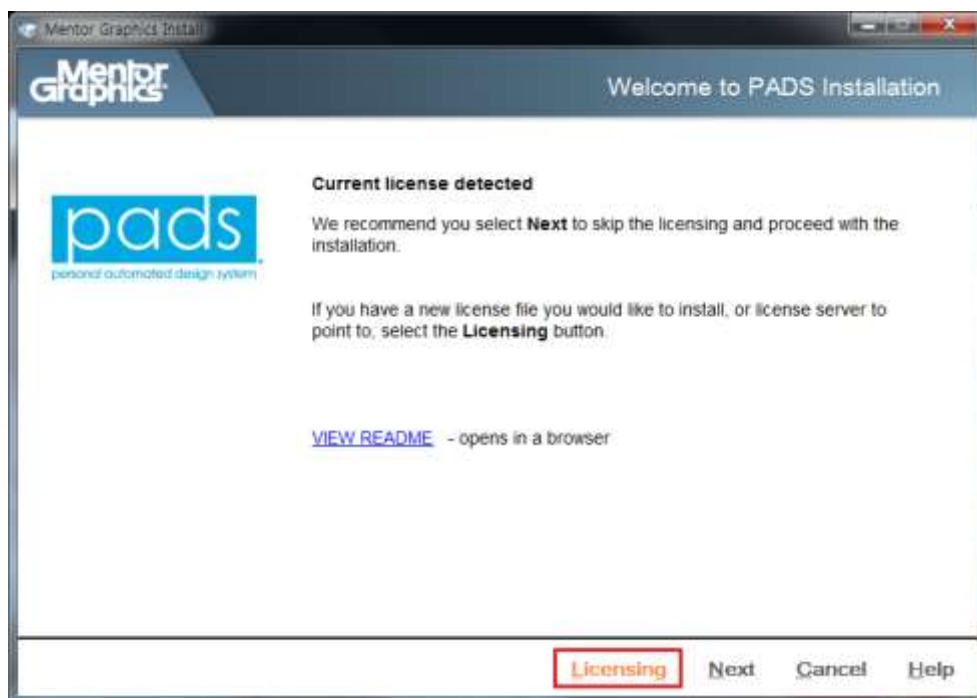 Mentor Graphics Install
Mentor
Graphics
Welcome to PADS Installation
pads
personal automated design system
Current license detected
We recommend you select Next to skip the licensing and proceed with the
installation.
If you have a new license file you would like to install, or license server to
point to, select the Licensing button.
VIEW README - opens in a browser
Licensing Next Cancel Help